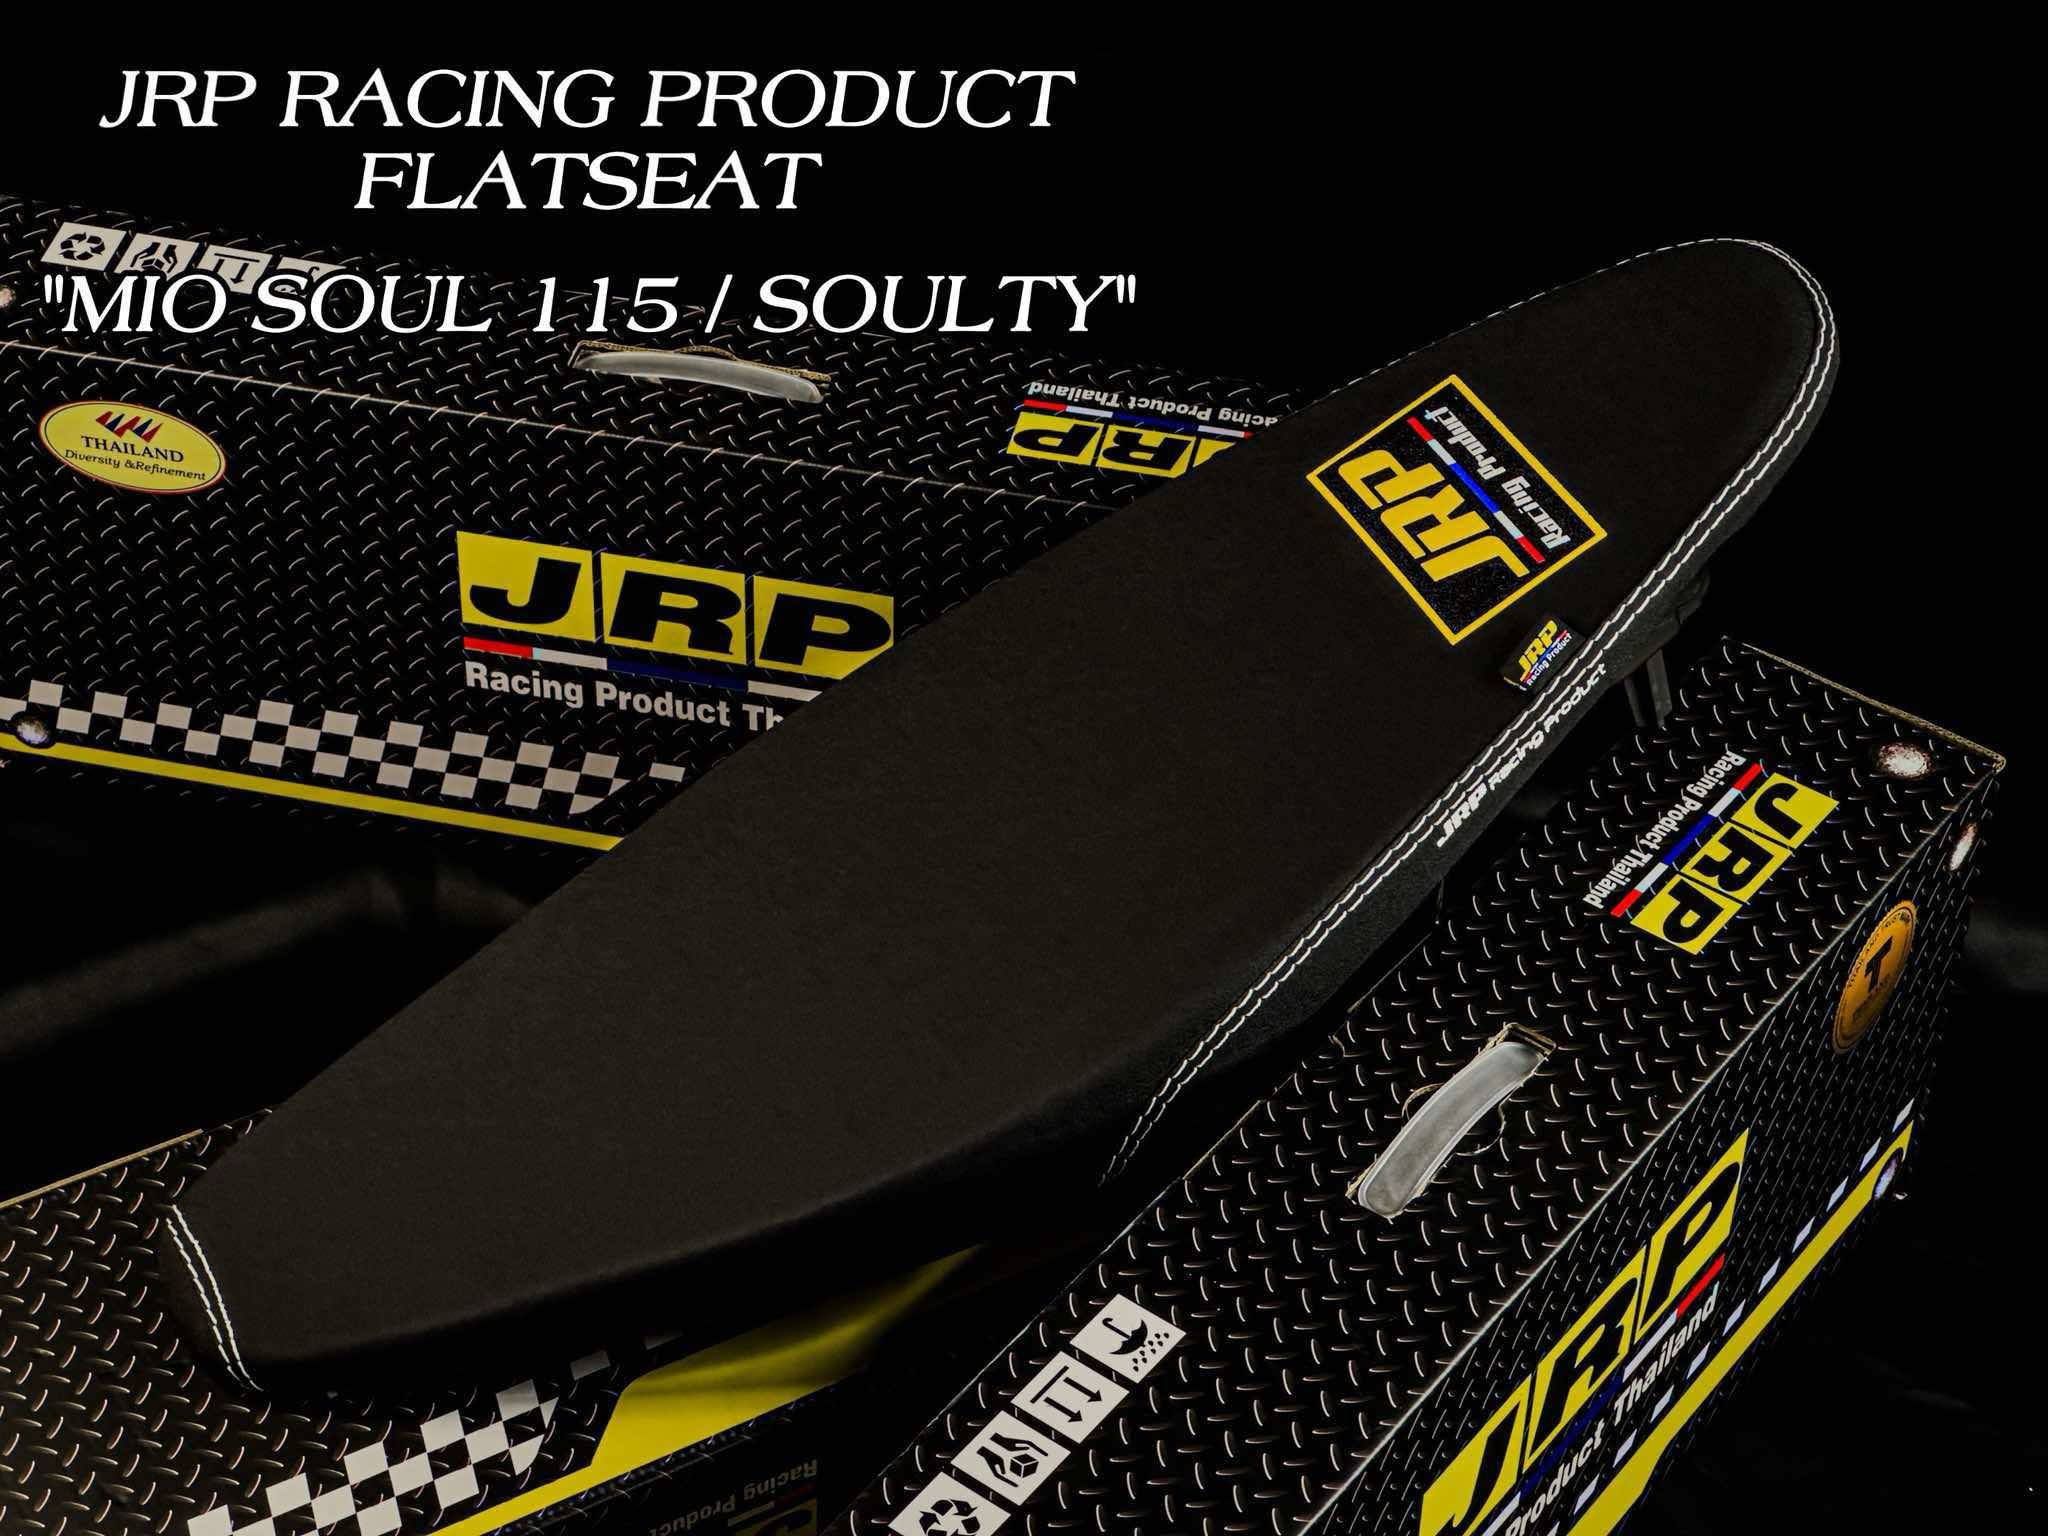 JRP RACING PRODUCT
FLATSEAT
"MIO SOUL 115 / SOULTY"
Racing Product Thailand
JRP
THAILAND
Diversity &Refinement
JRP
Racing Product Th
JRP
Racing Product
JRP
Racing Product
JRP Racing Product
JRP
Racing Product Thailand
T
JRP
Product Thailand
Racing Product